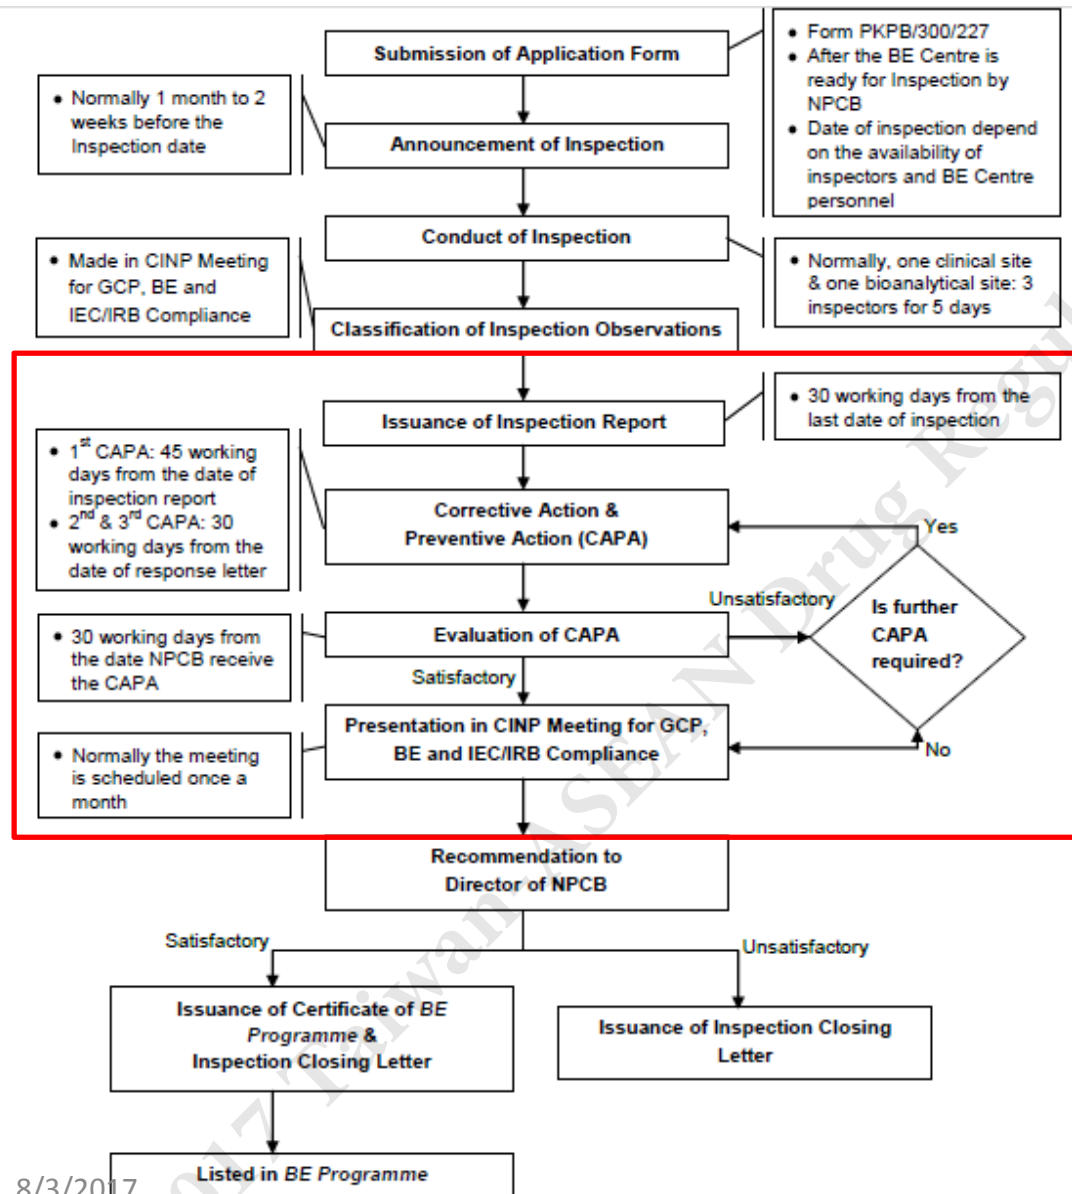 Submission of Application Form
• Form PKPB/300/227
• After the BE Centre is
ready for Inspection by
NPCB
• Date of inspection depend
on the availability of
inspectors and BE Centre
personnel
• Normally 1 month to 2
weeks before the
Inspection date
Announcement of Inspection
Conduct of Inspection
• Normally, one clinical site
& one bioanalytical site: 3
inspectors for 5 days
• Made in CINP Meeting
for GCP, BE and
IEC/IRB Compliance
Classification of Inspection Observations
Issuance of Inspection Report
• 30 working days from the
last date of inspection
• 1st CAPA: 45 working
days from the date of
inspection report
• 2nd & 3rd CAPA: 30
working days from the
date of response letter
Corrective Action &
Preventive Action (CAPA)
Yes
Is further
CAPA
required?
Unsatisfactory
• 30 working days from
the date NPCB receive
the CAPA
Evaluation of CAPA
Satisfactory
No
Presentation in CINP Meeting for GCP,
BE and IEC/IRB Compliance
• Normally the meeting
is scheduled once a
month
Recommendation to
Director of NPCB
Satisfactory
Unsatisfactory
Issuance of Certificate of BE
Programme &
Inspection Closing Letter
Issuance of Inspection Closing
Letter
Listed in BE Programme
8/3/2017
2017 Taiwan-ASEAN Drug Regul